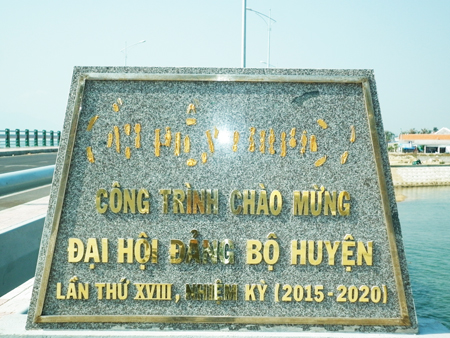 CÔNG TRÌNH CHÀO MỪNG
ĐẠI HỘI ĐẢNG BỘ HUYỆN
LẦN THỨ XVIII, NHIỆM KỲ (2015-2020)